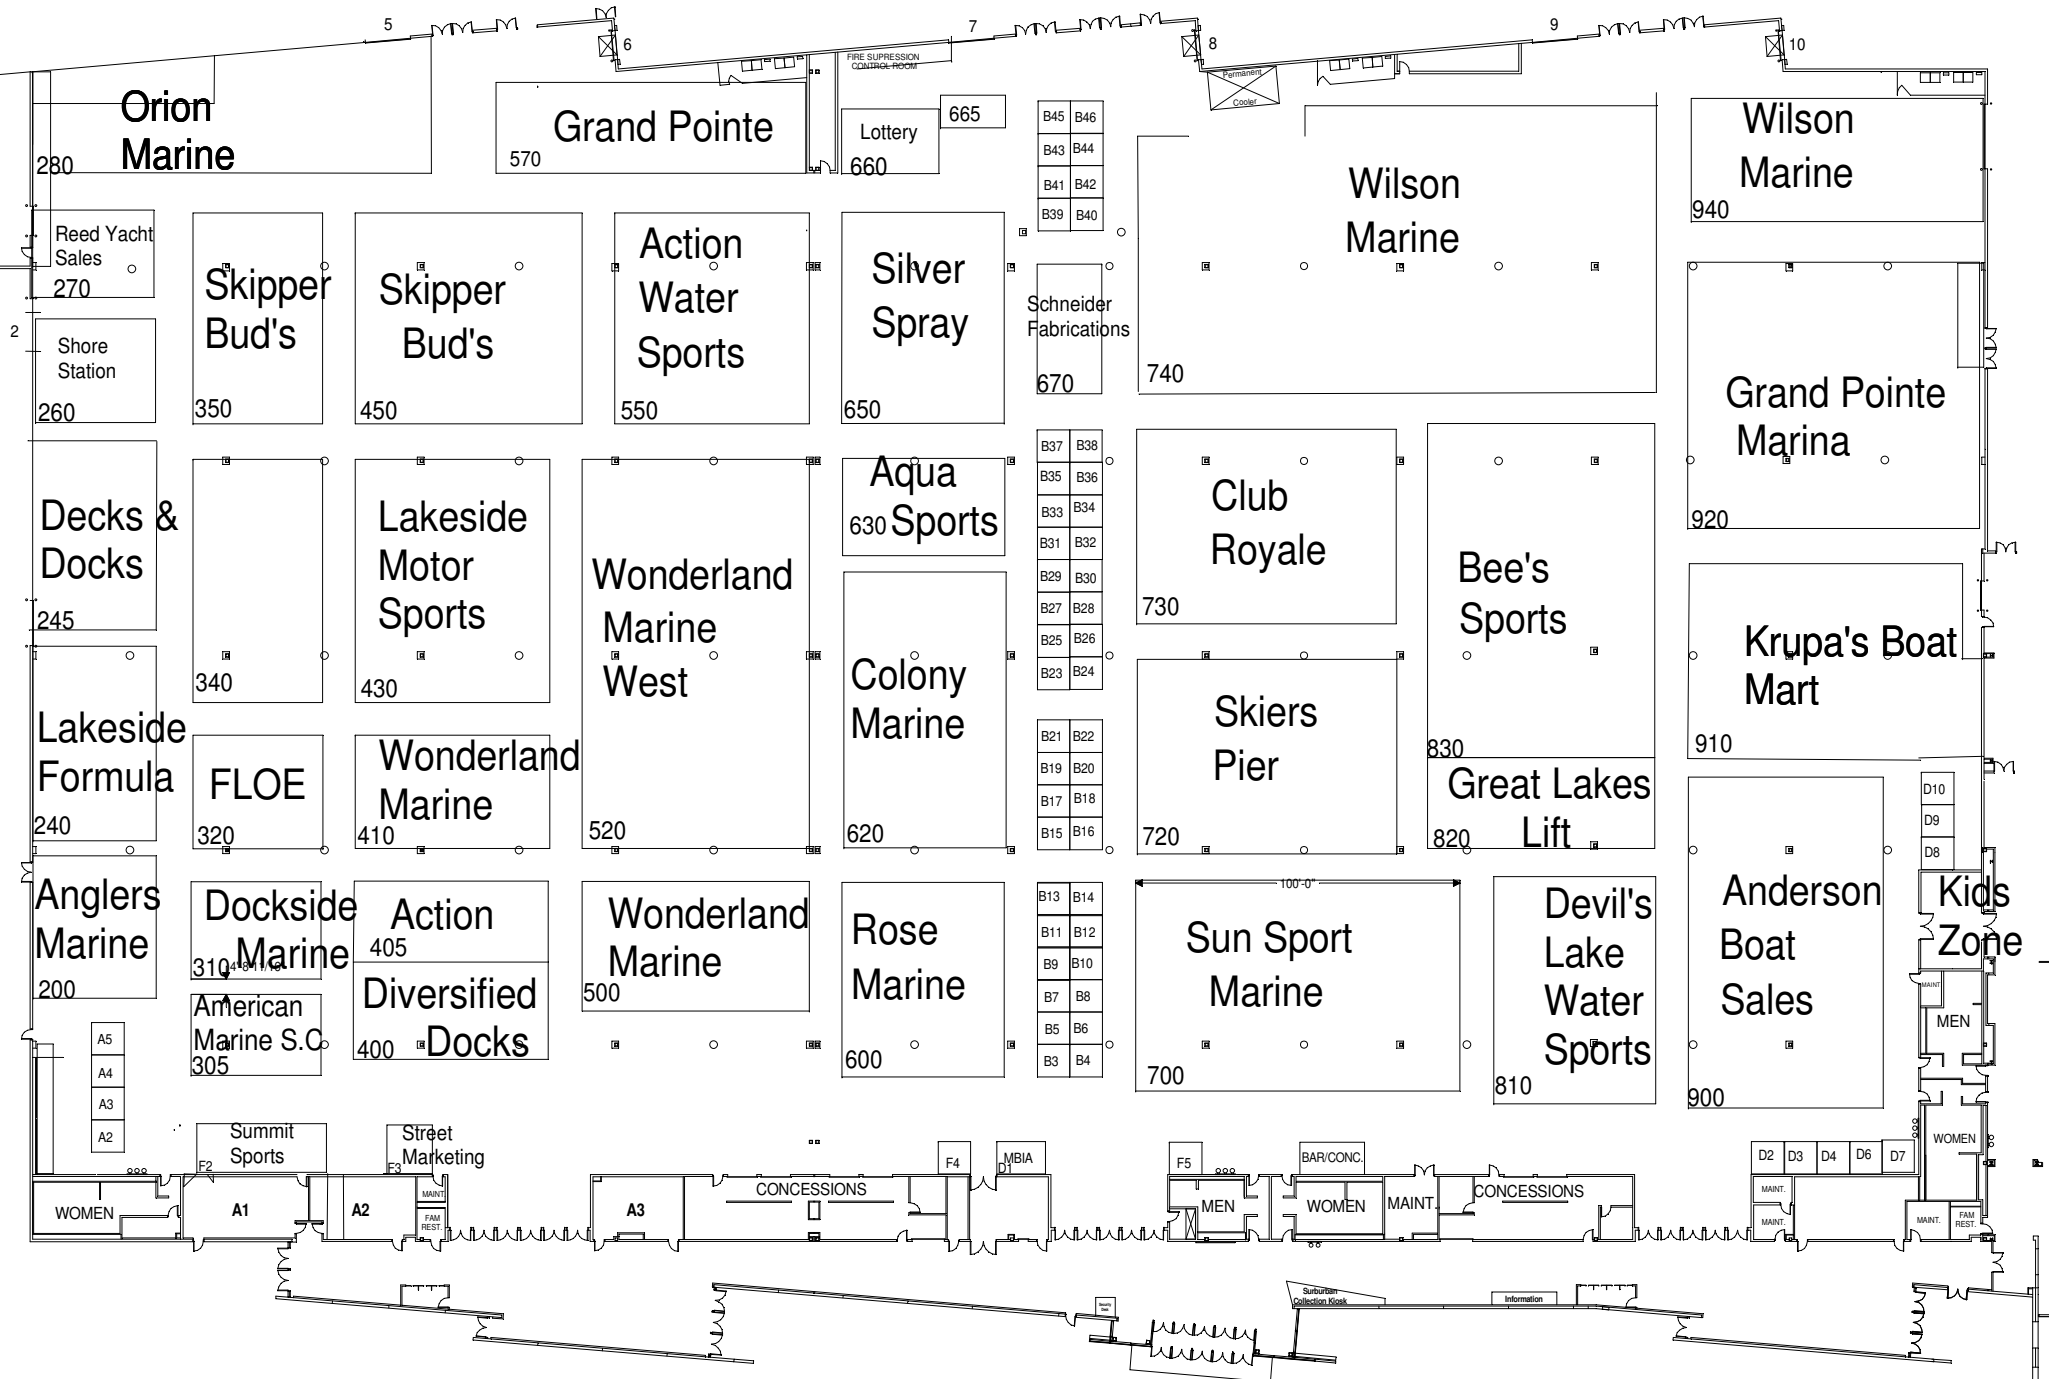 5
6
7
8
9
10
FIRE SUPRESSION
CONTROL ROOM
Permanent
Cooler
Orion
Marine
280
Grand Pointe
570
Lottery
660
665
B45 B46
B43 B44
B41 B42
B39 B40
Wilson
Marine
740
Wilson
Marine
940
Reed Yacht
Sales
270
2
Shore
Station
260
Skipper
Bud's
350
Skipper
Bud's
450
Action
Water
Sports
550
Silver
Spray
650
Schneider
Fabrications
670
Grand Pointe
Marina
920
Decks &
Docks
245
340
Lakeside
Motor
Sports
430
Wonderland
Marine
West
520
Aqua
630 Sports
B37 B38
B35 B36
B33 B34
B31 B32
B29 B30
B27 B28
B25 B26
B23 B24
Club
Royale
730
Bee's
Sports
830
Krupa's Boat
Mart
910
Lakeside
Formula
240
FLOE
320
Wonderland
Marine
410
Colony
Marine
620
B21 B22
B19 B20
B17 B18
B15 B16
Skiers
Pier
720
Great Lakes
Lift
820
D10
D9
D8
Anglers
Marine
200
Dockside
Marine
310
American
Marine S.C
305
Action
405
Diversified
Docks
400
Wonderland
Marine
500
Rose
Marine
600
B13 B14
B11 B12
B9 B10
B7 B8
B5 B6
B3 B4
100'-0"
Sun Sport
Marine
700
Devil's
Lake
Water
Sports
810
Anderson
Boat
Sales
900
Kids
Zone
MAINT
MEN
WOMEN
A5
A4
A3
A2
Summit
Sports
F2
Street
Marketing
F3
F4
MBIA
D1
F5
BAR/CONC.
D2 D3 D4 D6 D7
WOMEN
A1
A2
MAINT.
FAM
REST.
A3
CONCESSIONS
MEN
WOMEN
MAINT.
CONCESSIONS
MAINT.
MAINT.
MAINT.
FAM
REST.
Surburban
Collection Kiosk
Information